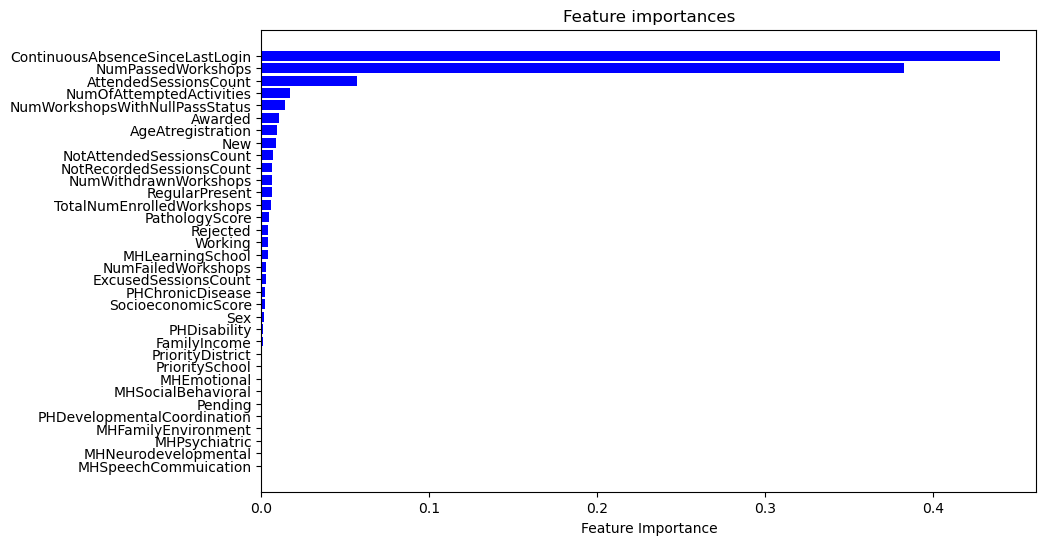 Feature importances
ContinuousAbsenceSinceLastLogin
NumPassedWorkshops
AttendedSessionsCount
NumOfAttemptedActivities
NumWorkshopsWithNullPassStatus
Awarded
AgeAtregistration
New
NotAttendedSessionsCount
NotRecordedSessionsCount
NumWithdrawnWorkshops
RegularPresent
TotalNumEnrolledWorkshops
PathologyScore
Rejected
Working
MHLearningSchool
NumFailedWorkshops
ExcusedSessionsCount
PHChronicDisease
SocioeconomicScore
Sex
PHDisability
FamilyIncome
PriorityDistrict
PrioritySchool
MHEmotional
MHSocialBehavioral
Pending
PHDevelopmentalCoordination
MHFamilyEnvironment
MHPsychiatric
MHNeurodevelopmental
MHSpeechCommuication
0.0 0.1 0.2 0.3 0.4
Feature Importance